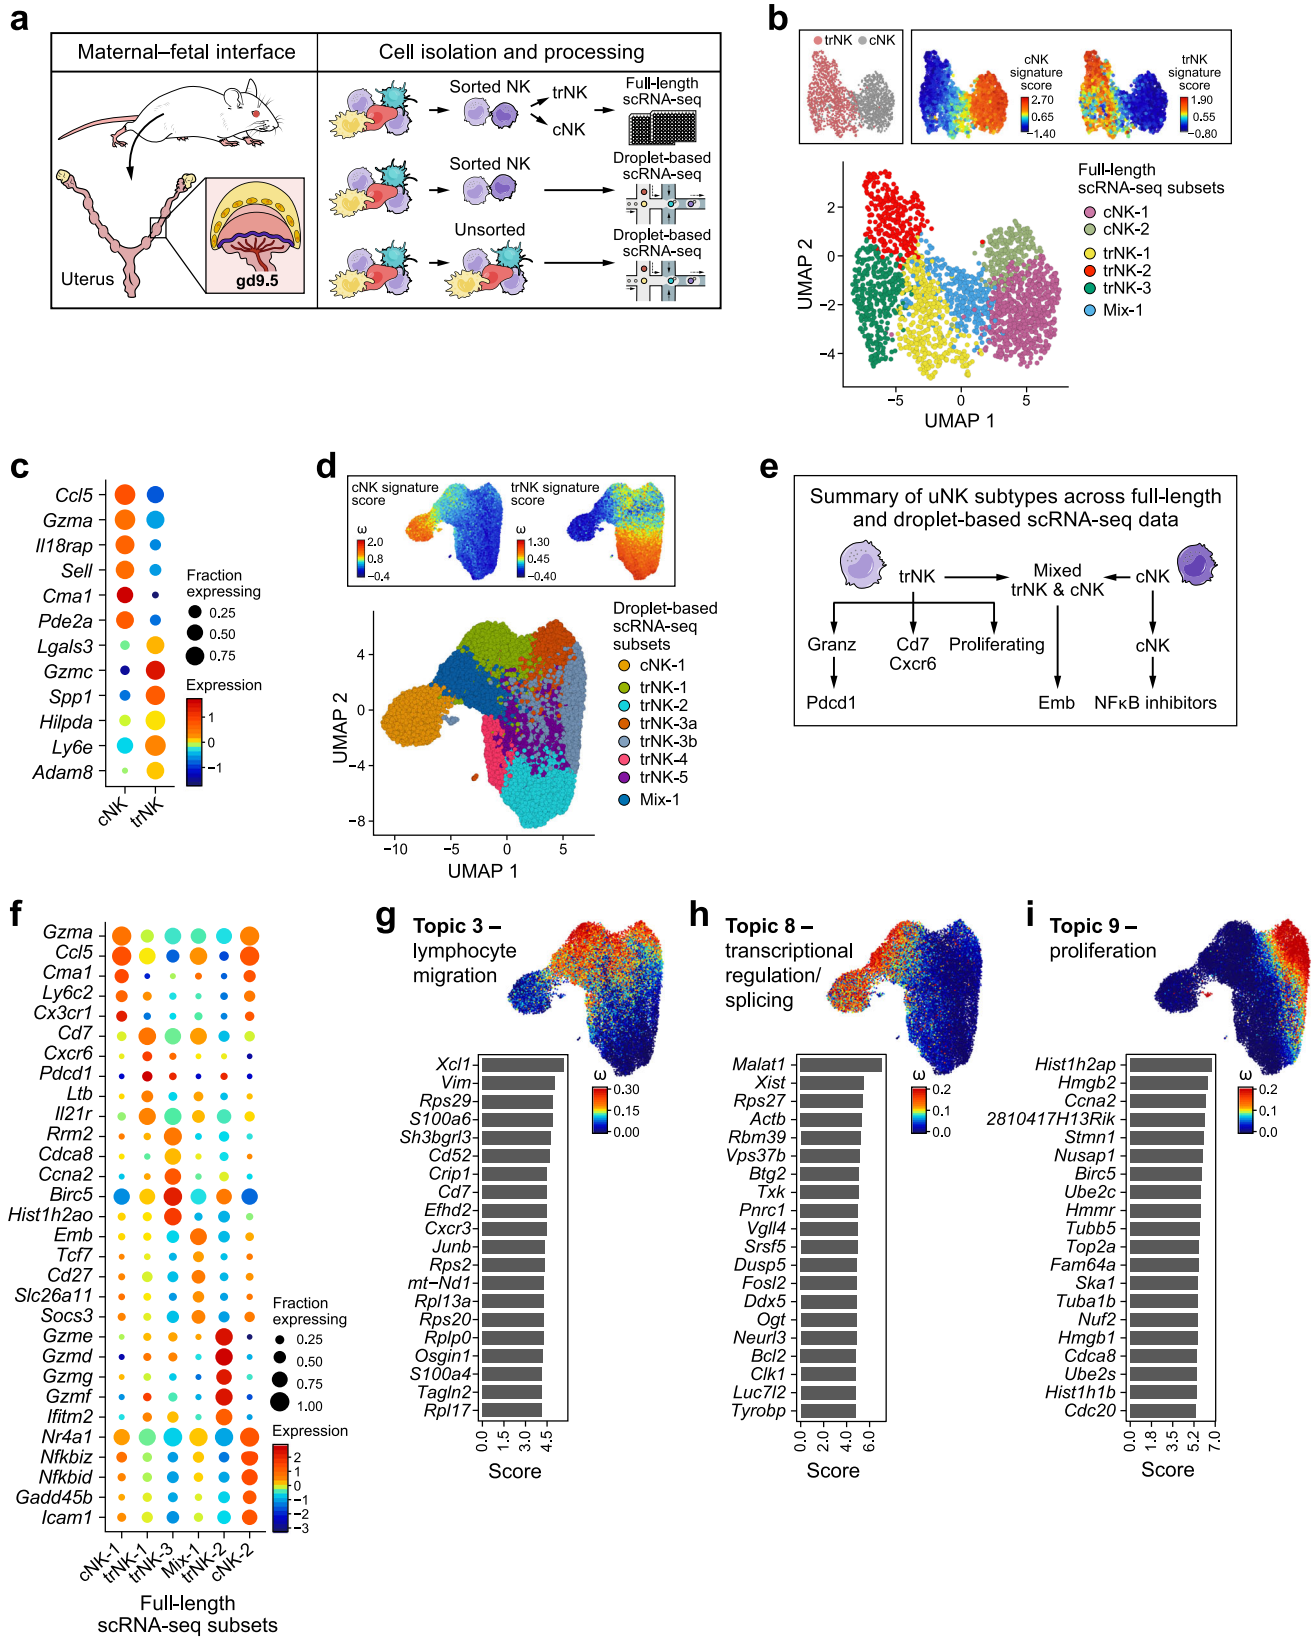 a
Maternal–fetal interface
Cell isolation and processing
Uterus
gd9.5
Sorted NK
trNK
cNK
Full-length
scRNA-seq
Sorted NK
Droplet-based
scRNA-seq
Unsorted
Droplet-based
scRNA-seq
b
trNK
cNK
cNK
signature
score
2.70
0.65
−1.40
trNK
signature
score
1.90
0.55
−0.80
Full-length
scRNA-seq subsets
cNK-1
cNK-2
trNK-1
trNK-2
trNK-3
Mix-1
UMAP 2
2
0
−2
−4
−5
0
5
UMAP 1
c
Ccl5
Gzma
Il18rap
Sell
Cma1
Pde2a
Lgals3
Gzmc
Spp1
Hilpda
Ly6e
Adam8
cNK
trNK
Fraction
expressing
0.25
0.50
0.75
Expression
1
0
−1
d
cNK signature
score
ω
2.0
0.8
−0.4
trNK signature
score
ω
1.30
0.45
−0.40
Droplet-based
scRNA-seq
subsets
cNK-1
trNK-1
trNK-2
trNK-3a
trNK-3b
trNK-4
trNK-5
Mix-1
UMAP 2
4
0
−4
−8
−10
−5
0
5
UMAP 1
e
Summary of uNK subtypes across full-length
and droplet-based scRNA-seq data
trNK
Mixed
trNK & cNK
cNK
Granz
Cd7
Cxcr6
Proliferating
cNK
Pdcd1
Emb
NFκB inhibitors
f
Gzma
Ccl5
Cma1
Ly6c2
Cx3cr1
Cd7
Cxcr6
Pdcd1
Ltb
Il21r
Rrm2
Cdca8
Ccna2
Birc5
Hist1h2ao
Emb
Tcf7
Cd27
Slc26a11
Socs3
Gzme
Gzmd
Gzmg
Gzmf
Ifitm2
Nr4a1
Nfkbiz
Nfkbid
Gadd45b
Icam1
cNK-1
trNK-1
trNK-3
Mix-1
trNK-2
cNK-2
Full-length
scRNA-seq subsets
Fraction
expressing
0.25
0.50
0.75
1.00
Expression
2
1
0
−1
−2
−3
g
Topic 3 –
lymphocyte
migration
Xcl1
Vim
Rps29
S100a6
Sh3bgrl3
Cd52
Crip1
Cd7
Efhd2
Cxcr3
Junb
Rps2
mt−Nd1
Rpl13a
Rps20
Rplp0
Osgin1
S100a4
Tagln2
Rpl17
0.0
1.5
3.0
4.5
Score
ω
0.30
0.15
0.00
h
Topic 8 –
transcriptional
regulation/
splicing
Malat1
Xist
Rps27
Actb
Rbm39
Vps37b
Btg2
Txk
Pnrc1
Vgll4
Srsf5
Dusp5
Fosl2
Ddx5
Ogt
Neurl3
Bcl2
Clk1
Luc7l2
Tyrobp
0.0
2.0
4.0
6.0
Score
ω
0.2
0.1
0.0
i
Topic 9 –
proliferation
Hist1h2ap
Hmgb2
Ccna2
2810417H13Rik
Stmn1
Nusap1
Birc5
Ube2c
Hmmr
Tubb5
Top2a
Fam64a
Ska1
Tuba1b
Nuf2
Hmgb1
Cdca8
Ube2s
Hist1h1b
Cdc20
0.0
1.8
3.5
5.2
7.0
Score
ω
0.2
0.1
0.0